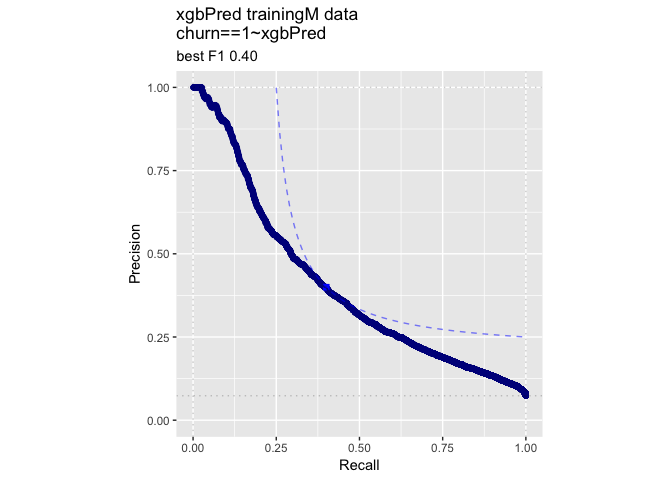 xgbPred trainingM data
churn==1~xgbPred
best F1 0.40
1.00
0.75
0.50
0.25
0.00
Precision
0.00 0.25 0.50 0.75 1.00
Recall